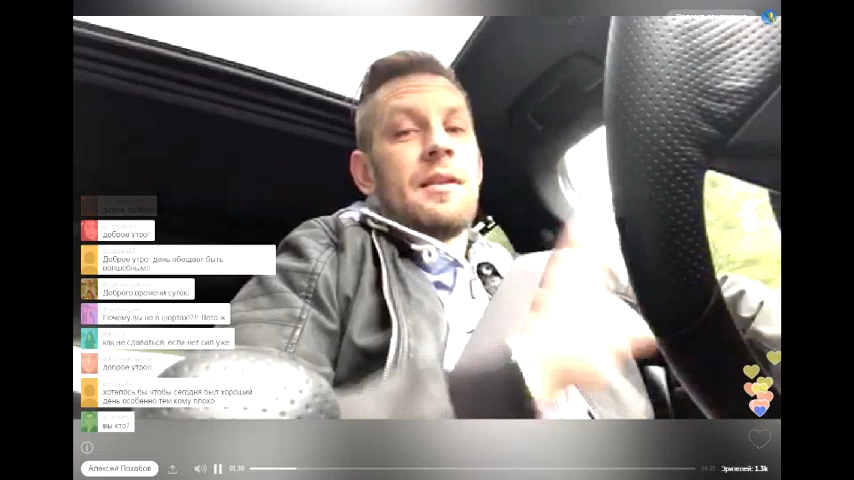 доброе утро!
Доброе утро! день обещает быть
волшебным!)
Доброго времени суток!
Почему вы не в шортах!?!! Лето ж
как не сдаваться. если нет сил уже
доброе утро))
хотелось бы чтобы сегодня был хороший
день особенно тем кому плохо
вы кто?
Алексей Похабов
01:30
14:21
Зрителей: 1.3k